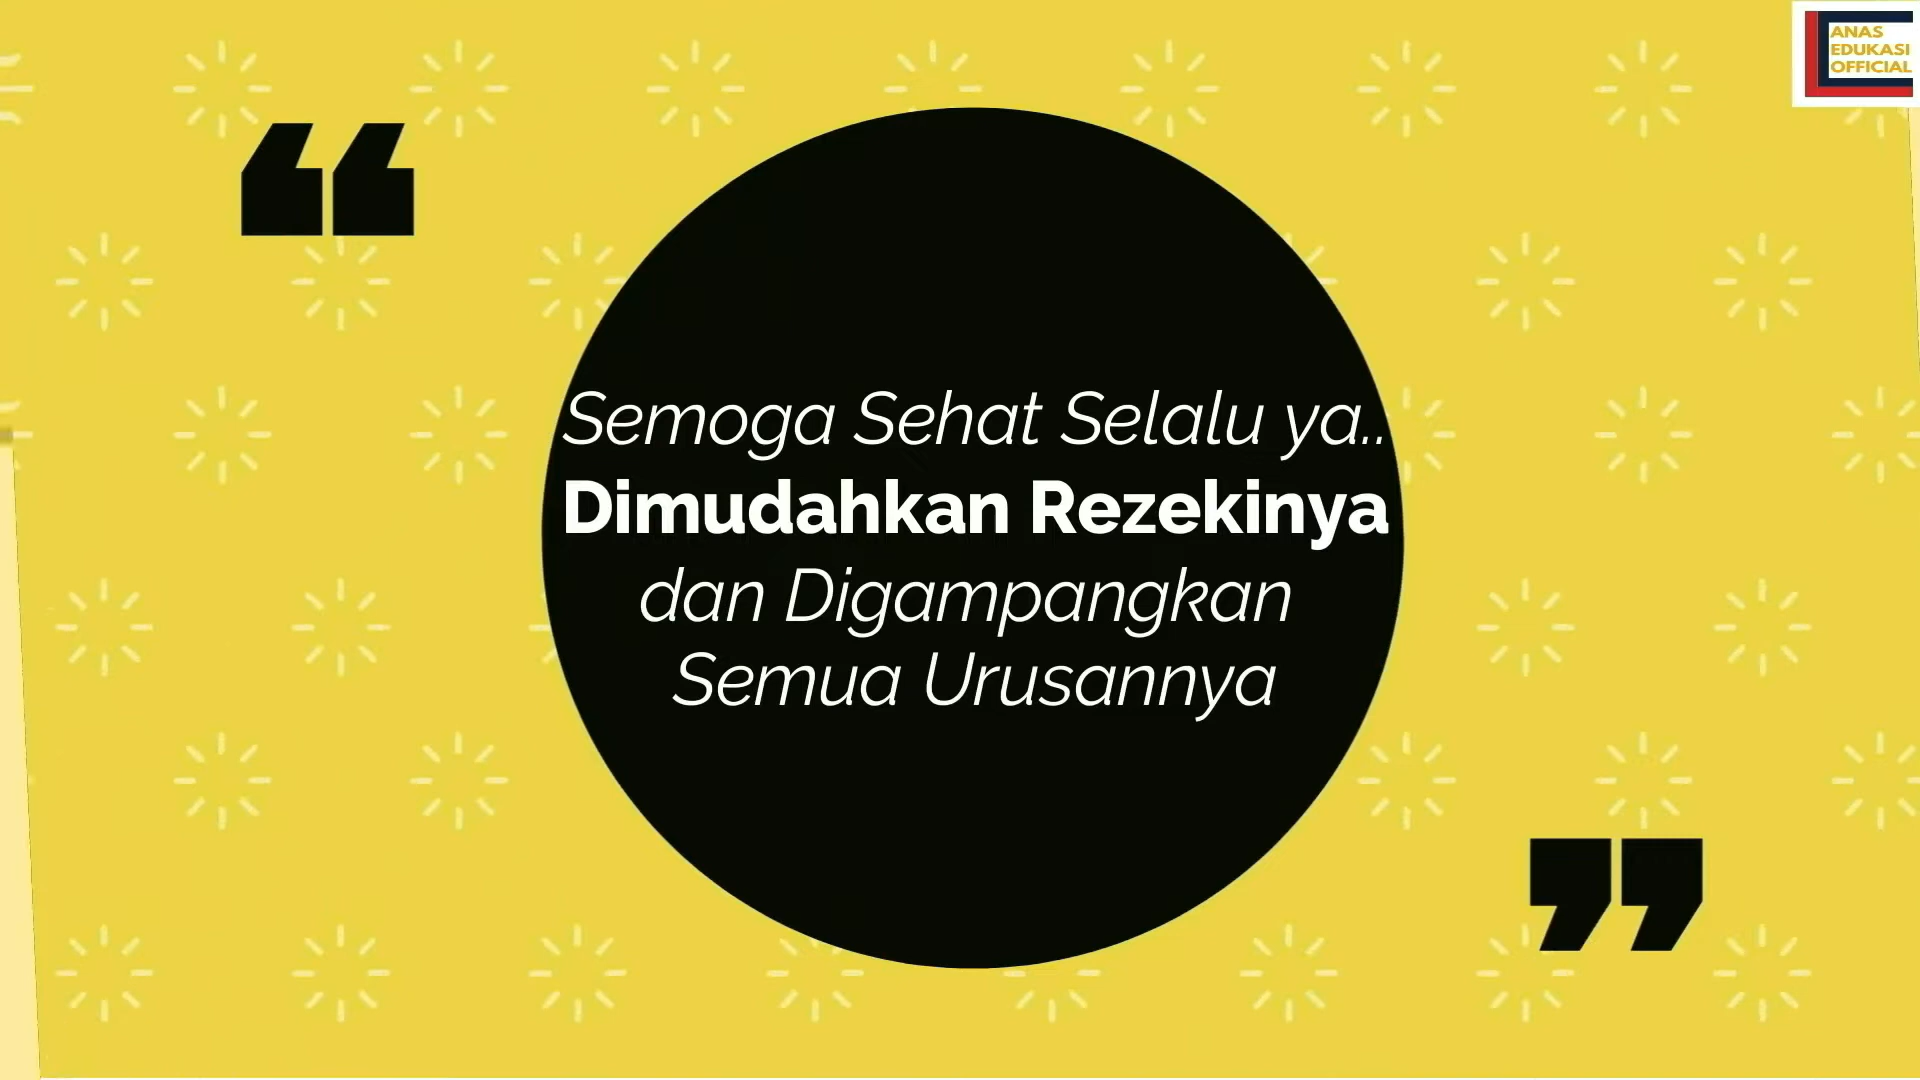 ANAS
EDUKASI
OFFICIAL
“
Semoga Sehat Selalu ya..
Dimudahkan Rezekinya
dan Digampangkan
Semua Urusannya
”